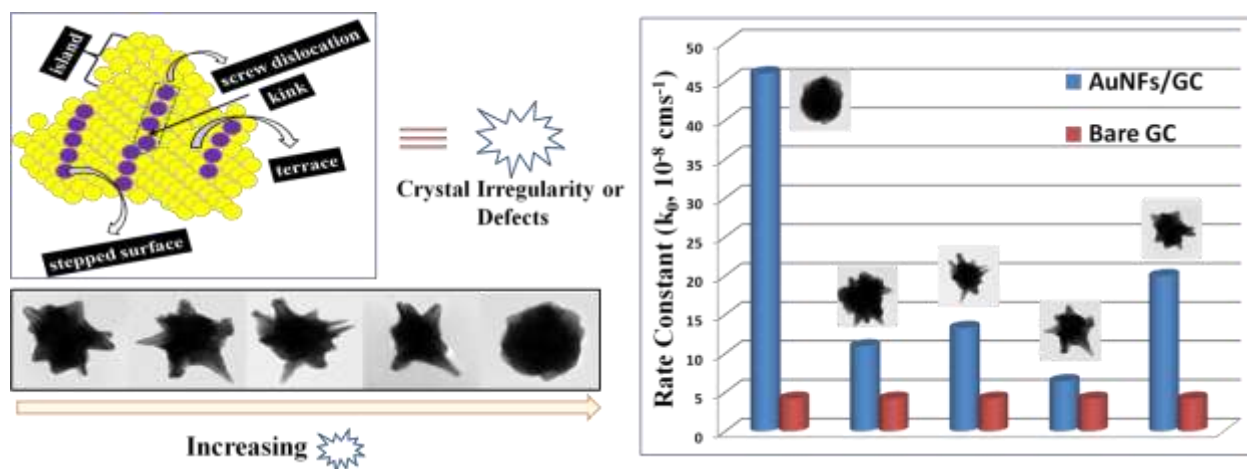 island
screw dislocation
kink
terrace
stepped surface
Crystal Irregularity or
Defects
Increasing
Rate Constant (k₀, 10⁻⁸ cms⁻¹)
50
45
40
35
30
25
20
15
10
5
0
AuNFs/GC
Bare GC